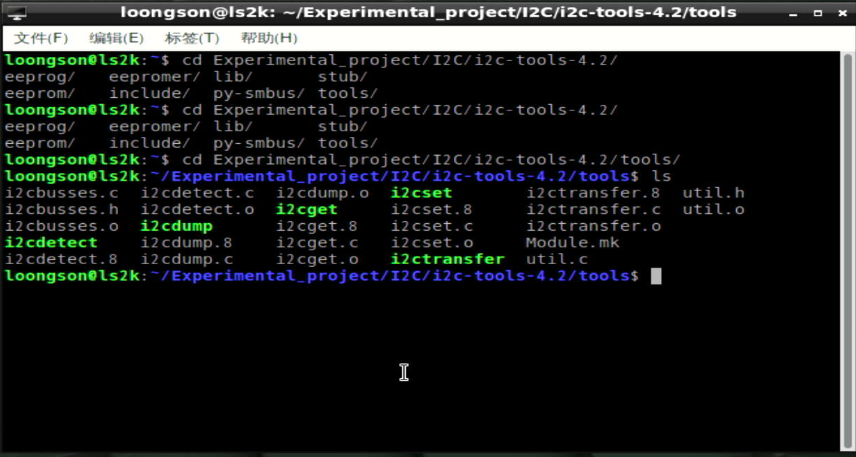 loongson@ls2k: ~/Experimental_project/I2C/i2c-tools-4.2/tools
文件(F) 编辑(E) 标签(T) 帮助(H)
loongson@ls2k:~$ cd Experimental_project/I2C/i2c-tools-4.2/
eeprog/ eepromer/ lib/ stub/
eeprom/ include/ py-smbus/ tools/
loongson@ls2k:~$ cd Experimental_project/I2C/i2c-tools-4.2/
eeprog/ eepromer/ lib/ stub/
eeprom/ include/ py-smbus/ tools/
loongson@ls2k:~$ cd Experimental_project/I2C/i2c-tools-4.2/tools/
loongson@ls2k:~/Experimental_project/I2C/i2c-tools-4.2/tools$ ls
i2cbusses.c i2cdetect.c i2cdump.o i2cset i2ctransfer.8 util.h
i2cbusses.h i2cdetect.o i2cget i2cset.8 i2ctransfer.c util.o
i2cbusses.o i2cdump i2cget.8 i2cset.c i2ctransfer.o
i2cdetect i2cdump.8 i2cget.c i2cset.o Module.mk
i2cdetect.8 i2cdump.c i2cget.o i2ctransfer util.c
loongson@ls2k:~/Experimental_project/I2C/i2c-tools-4.2/tools$